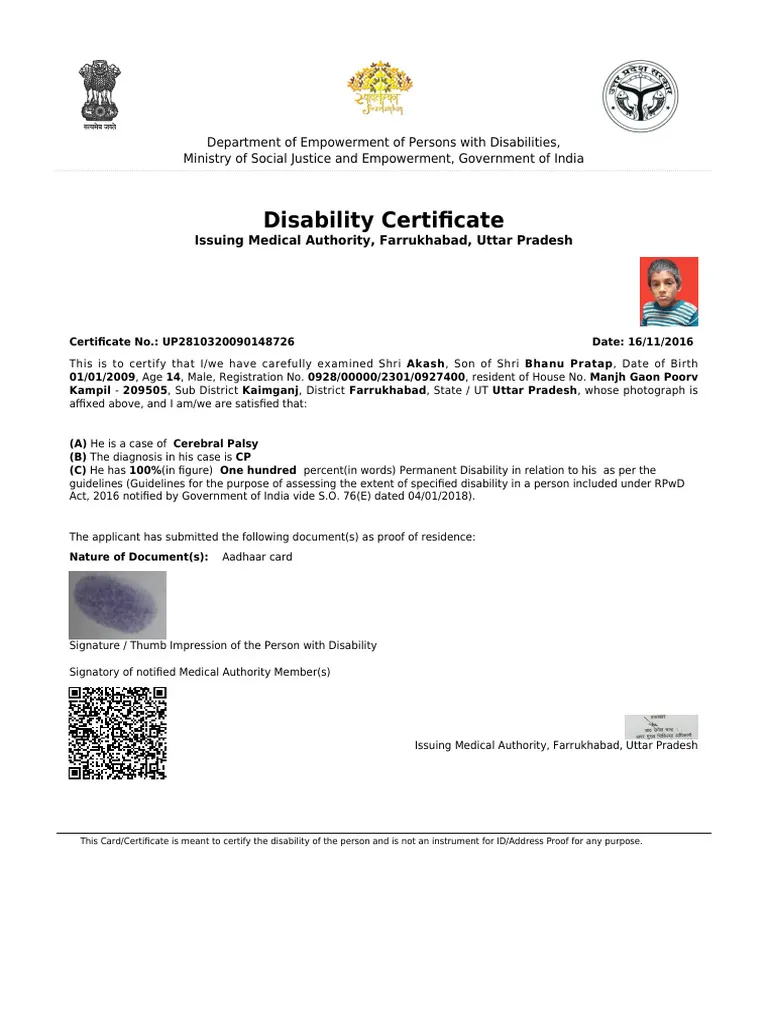 सत्यमेव जयते
स्वावलंबन
Swavlamban
उत्तर प्रदेश सरकार
Department of Empowerment of Persons with Disabilities,
Ministry of Social Justice and Empowerment, Government of India
Disability Certificate
Issuing Medical Authority, Farrukhabad, Uttar Pradesh
Certificate No.: UP2810320090148726 Date: 16/11/2016
This is to certify that I/we have carefully examined Shri Akash, Son of Shri Bhanu Pratap, Date of Birth
01/01/2009, Age 14, Male, Registration No. 0928/00000/2301/0927400, resident of House No. Manjh Gaon Poorv
Kampil - 209505, Sub District Kaimganj, District Farrukhabad, State / UT Uttar Pradesh, whose photograph is
affixed above, and I am/we are satisfied that:
(A) He is a case of Cerebral Palsy
(B) The diagnosis in his case is CP
(C) He has 100%(in figure) One hundred percent(in words) Permanent Disability in relation to his as per the
guidelines (Guidelines for the purpose of assessing the extent of specified disability in a person included under RPwD
Act, 2016 notified by Government of India vide S.O. 76(E) dated 04/01/2018).
The applicant has submitted the following document(s) as proof of residence:
Nature of Document(s): Aadhaar card
Signature / Thumb Impression of the Person with Disability
Signatory of notified Medical Authority Member(s)
Issuing Medical Authority, Farrukhabad, Uttar Pradesh
This Card/Certificate is meant to certify the disability of the person and is not an instrument for ID/Address Proof for any purpose.